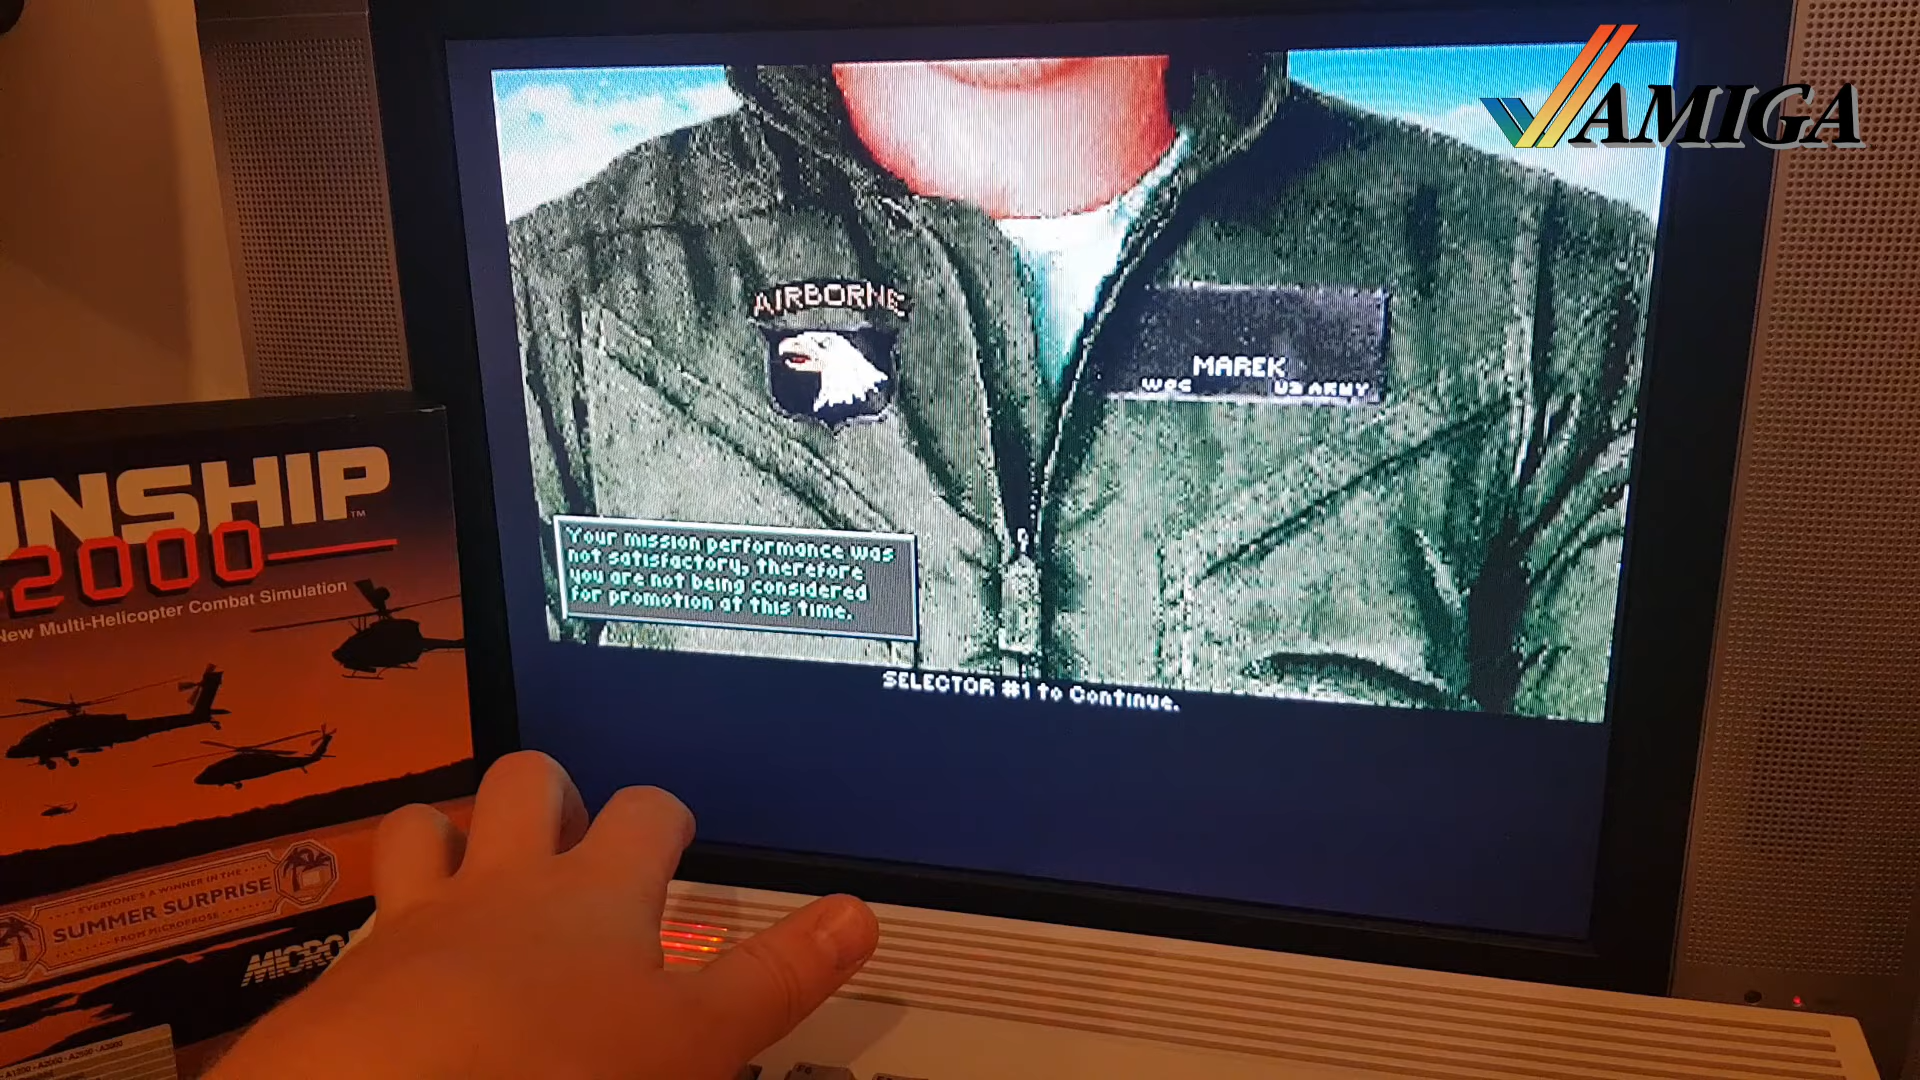 AMIGA
AIRBORNE
MAREK
US ARMY
Your mission performance was
not satisfactory, therefore
you are not being considered
for promotion at this time.
SELECTOR #1 to Continue.
NSHIP™
2000
New Multi-Helicopter Combat Simulation
EVERYONE'S A WINNER IN THE
SUMMER SURPRISE
FROM MICROPROSE
MICRO